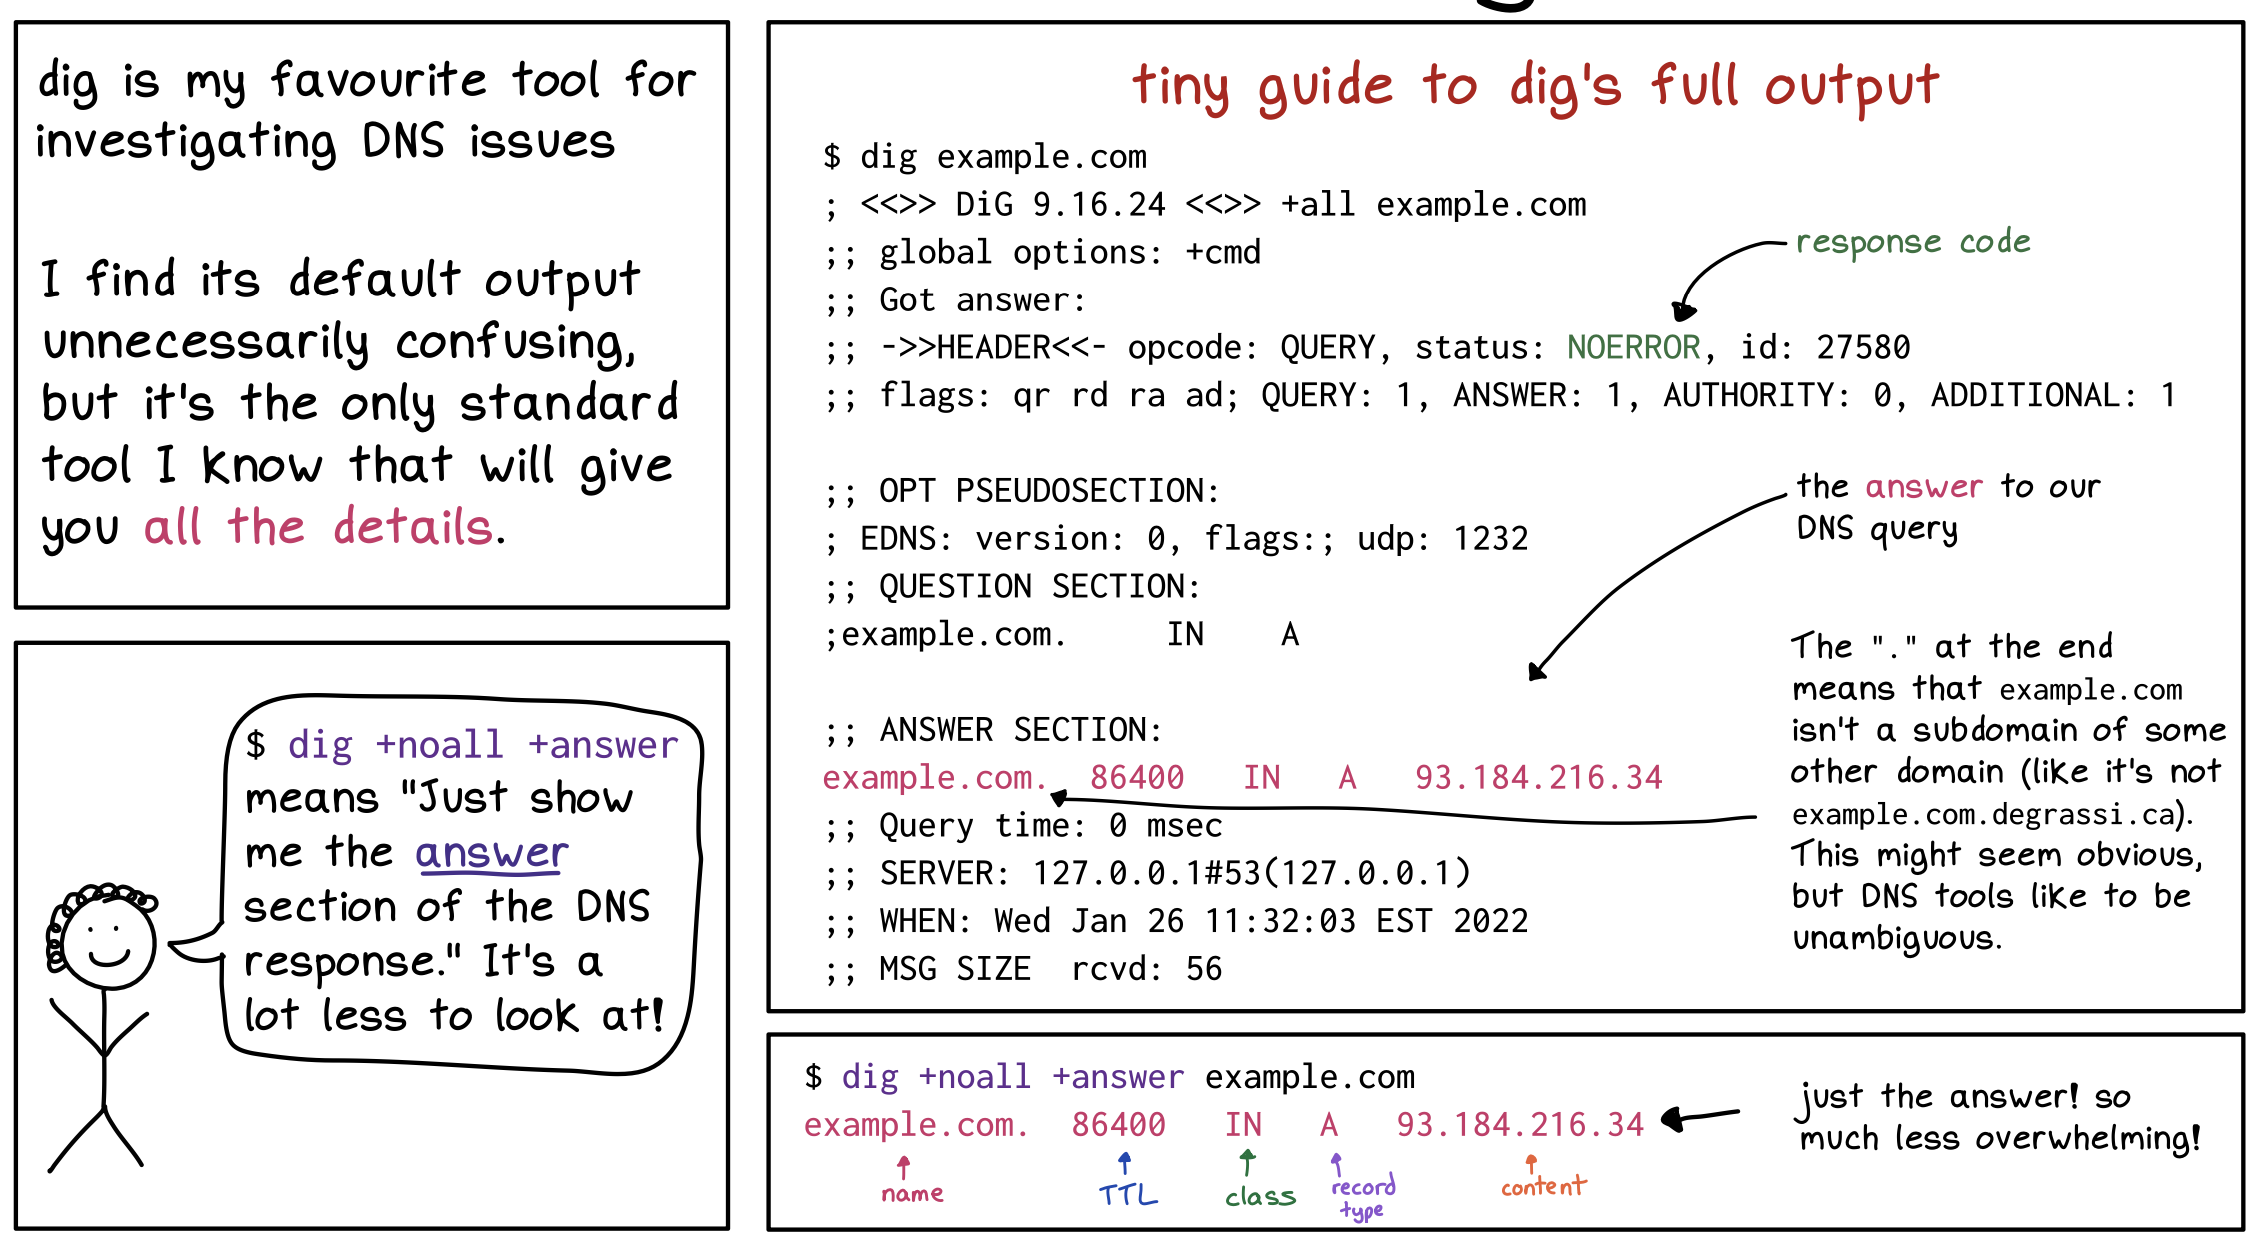 dig is my favourite tool for
investigating DNS issues
I find its default output
unnecessarily confusing,
but it's the only standard
tool I know that will give
you all the details.
$ dig +noall +answer
means "Just show
me the answer
section of the DNS
response." It's a
lot less to look at!
tiny guide to dig's full output
$ dig example.com
; <<>> DiG 9.16.24 <<>> +all example.com
;; global options: +cmd
;; Got answer:
;; ->>HEADER<<- opcode: QUERY, status: NOERROR, id: 27580
;; flags: qr rd ra ad; QUERY: 1, ANSWER: 1, AUTHORITY: 0, ADDITIONAL: 1
response code
;; OPT PSEUDOSECTION:
; EDNS: version: 0, flags:; udp: 1232
;; QUESTION SECTION:
;example.com. IN A
the answer to our
DNS query
;; ANSWER SECTION:
example.com. 86400 IN A 93.184.216.34
;; Query time: 0 msec
;; SERVER: 127.0.0.1#53(127.0.0.1)
;; WHEN: Wed Jan 26 11:32:03 EST 2022
;; MSG SIZE rcvd: 56
The "." at the end
means that example.com
isn't a subdomain of some
other domain (like it's not
example.com.degrassi.ca).
This might seem obvious,
but DNS tools like to be
unambiguous.
$ dig +noall +answer example.com
example.com. 86400 IN A 93.184.216.34
name
TTL
class
record
type
content
just the answer! so
much less overwhelming!